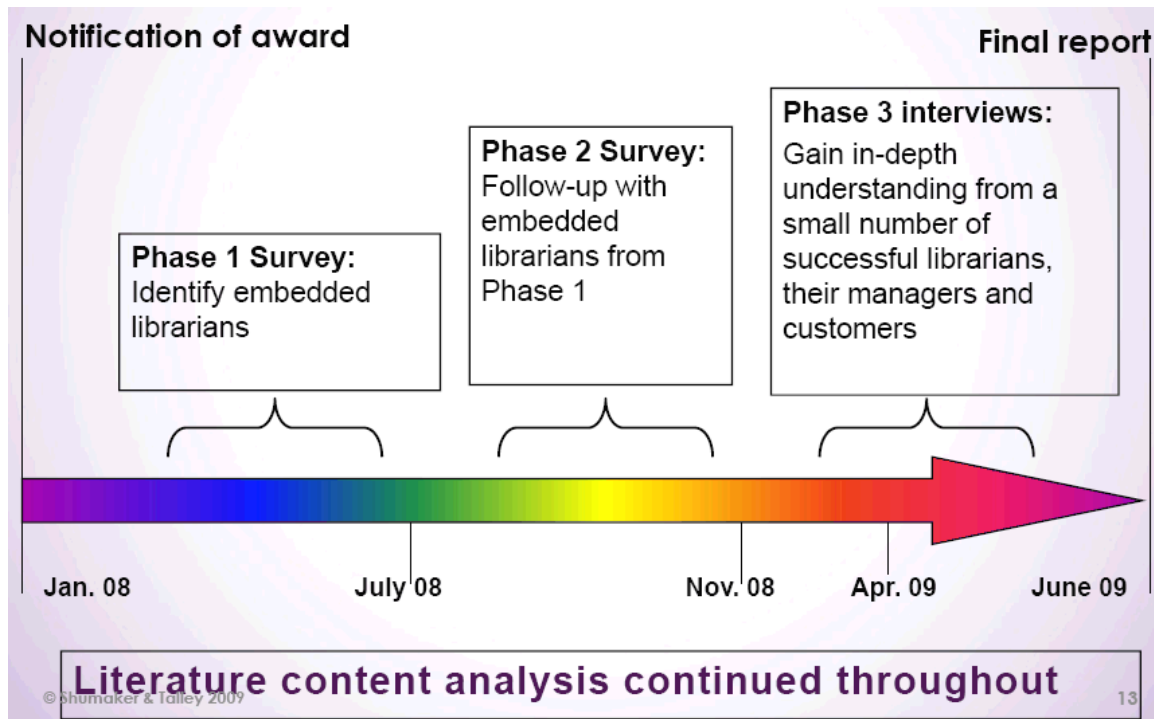 Notification of award
Final report
Phase 1 Survey:
Identify embedded
librarians
Phase 2 Survey:
Follow-up with
embedded
librarians from
Phase 1
Phase 3 interviews:
Gain in-depth
understanding from a
small number of
successful librarians,
their managers and
customers
Jan. 08
July 08
Nov. 08
Apr. 09
June 09
Literature content analysis continued throughout
© Shumaker & Talley 2009
13